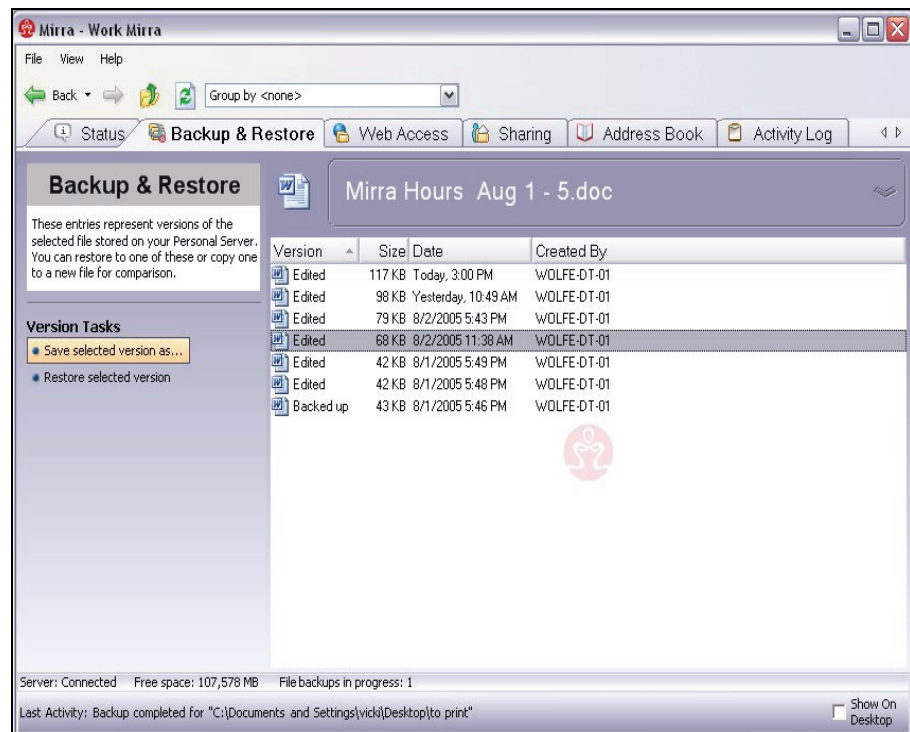 Mirra - Work Mirra
File View Help
Back Group by <none>
Status Backup & Restore Web Access Sharing Address Book Activity Log
Backup & Restore
These entries represent versions of the
selected file stored on your Personal Server.
You can restore to one of these or copy one
to a new file for comparison.
Version Tasks
Save selected version as...
Restore selected version
Mirra Hours Aug 1 - 5.doc
Version Size Date Created By
Edited 117 KB Today, 3:00 PM WOLFE-DT-01
Edited 98 KB Yesterday, 10:49 AM WOLFE-DT-01
Edited 79 KB 8/2/2005 5:43 PM WOLFE-DT-01
Edited 68 KB 8/2/2005 11:38 AM WOLFE-DT-01
Edited 42 KB 8/1/2005 5:49 PM WOLFE-DT-01
Edited 42 KB 8/1/2005 5:48 PM WOLFE-DT-01
Backed up 43 KB 8/1/2005 5:46 PM WOLFE-DT-01
Server: Connected Free space: 107,578 MB File backups in progress: 1
Last Activity: Backup completed for "C:\Documents and Settings\vicki\Desktop\to print"
Show On
Desktop